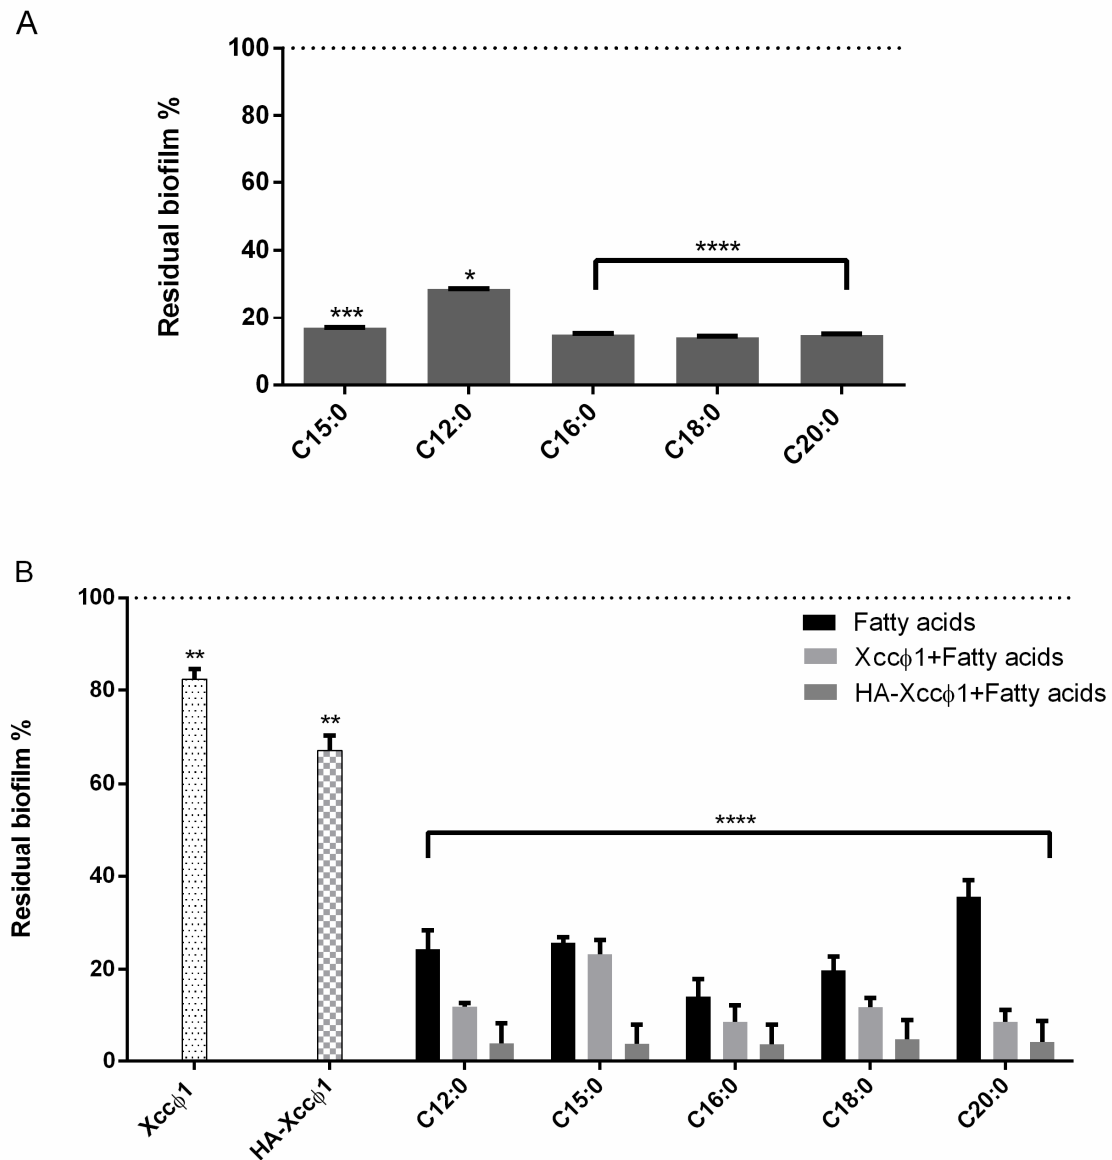 A
Residual biofilm %
100
80
60
40
20
0
***
*
****
C15:0
C12:0
C16:0
C18:0
C20:0
B
Residual biofilm %
100
80
60
40
20
0
Fatty acids
Xccϕ1+Fatty acids
HA-Xccϕ1+Fatty acids
**
**
****
Xccϕ1
HA-Xccϕ1
C12:0
C15:0
C16:0
C18:0
C20:0